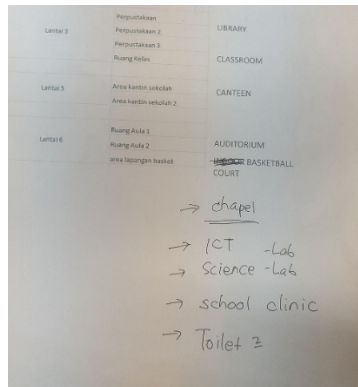 Perpustakaan
Lantai 3 Perpustakaan 2 LIBRARY
Perpustakaan 3
Ruang Kelas CLASSROOM
Lantai 5 Area kantin sekolah CANTEEN
Area kantin sekolah 2
Lantai 6 Ruang Aula 1
Ruang Aula 2 AUDITORIUM
area lapangan basket INDOOR BASKETBALL
COURT
→ chapel
→ ICT -Lab
→ Science -Lab
→ school clinic
→ Toilet